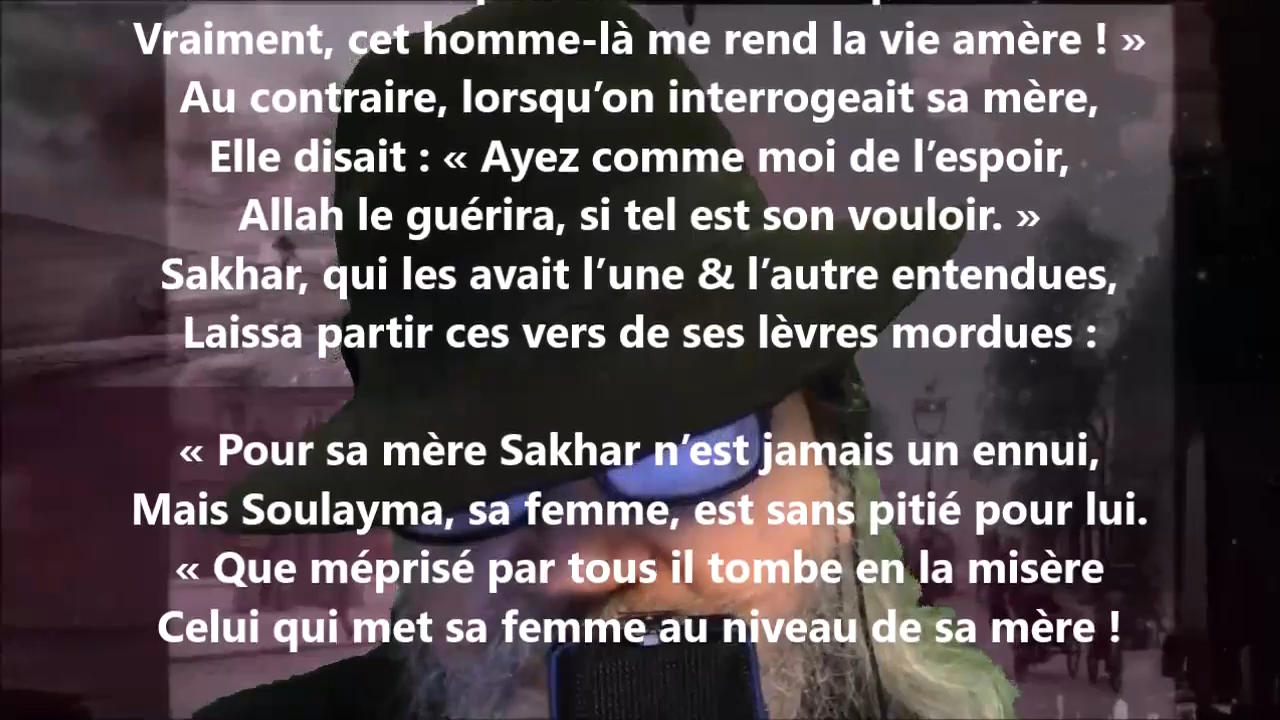 Vraiment, cet homme-là me rend la vie amère ! »
Au contraire, lorsqu’on interrogeait sa mère,
Elle disait : « Ayez comme moi de l’espoir,
Allah le guérira, si tel est son vouloir. »
Sakhar, qui les avait l’une & l’autre entendues,
Laissa partir ces vers de ses lèvres mordues :
« Pour sa mère Sakhar n’est jamais un ennui,
Mais Soulayma, sa femme, est sans pitié pour lui.
« Que méprisé par tous il tombe en la misère
Celui qui met sa femme au niveau de sa mère !